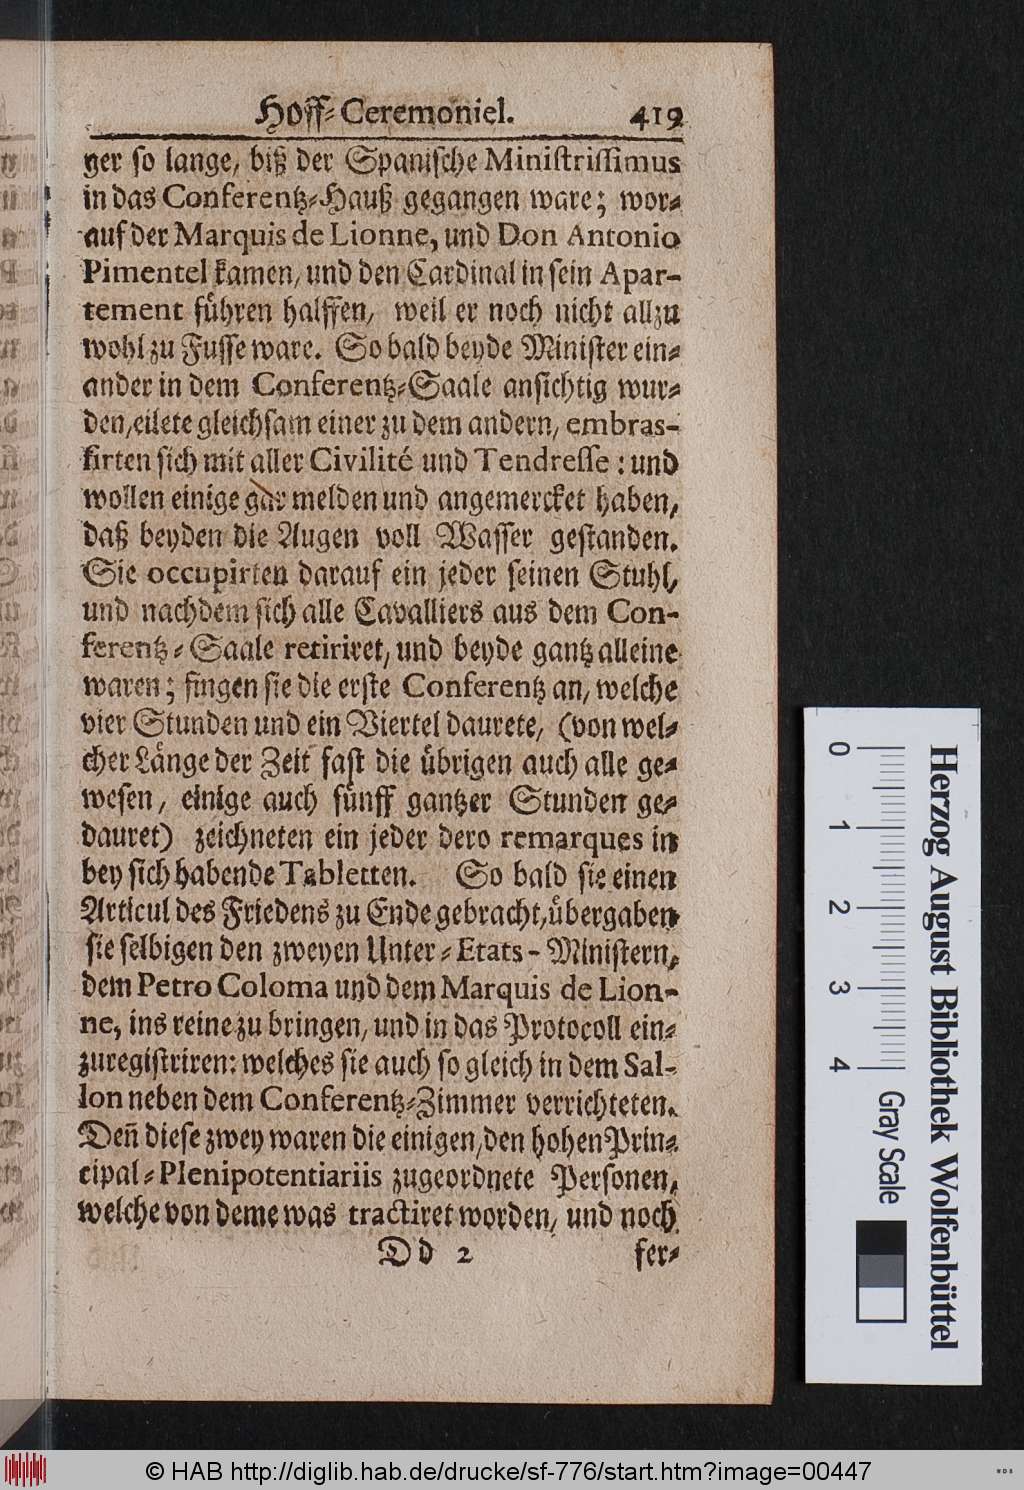 Hoff-Ceremoniel. 419
ger so lange, biß der Spanische Ministrissimus
in das Conferentz-Hauß gegangen ware; wor-
auf der Marquis de Lionne, und Don Antonio
Pimentel kamen, und den Cardinal in sein Apar-
tement führen halffen, weil er noch nicht allzu
wohl zu Fusse ware. So bald beyde Minister ein-
ander in dem Conferentz-Saale ansichtig wur-
den, eilete gleichsam einer zu dem andern, embras-
sirten sich mit aller Civilité und Tendresse: und
wollen einige gar melden und angemercket haben,
daß beyden die Augen voll Wasser gestanden.
Sie occupirten darauf ein jeder seinen Stuhl,
und nachdem sich alle Cavalliers aus dem Con-
ferentz-Saale retiriret, und beyde gantz alleine
waren; fingen sie die erste Conferentz an, welche
vier Stunden und ein Viertel daurete, (von wel-
cher Länge der Zeit fast die übrigen auch alle ge-
wesen, einige auch fünff gantzer Stunden ge-
dauret) zeichneten ein jeder dero remarques in
bey sich habende Tabletten. So bald sie einen
Articul des Friedens zu Ende gebracht, übergaben
sie selbigen den zweyen Unter-Etats-Ministern,
dem Petro Coloma und dem Marquis de Lion-
ne, ins reine zu bringen, und in das Protocoll ein-
zuregistriren: welches sie auch so gleich in dem Sal-
lon neben dem Conferentz-Zimmer verrichteten.
Deñ diese zwey waren die einigen, den hohen Prin-
cipal-Plenipotentiariis zugeordnete Personen,
welche von deme was tractiret worden, und noch
Dd 2 fer-
Herzog August Bibliothek Wolfenbüttel
0 1 2 3 4 Gray Scale
© HAB http://diglib.hab.de/drucke/sf-776/start.htm?image=00447